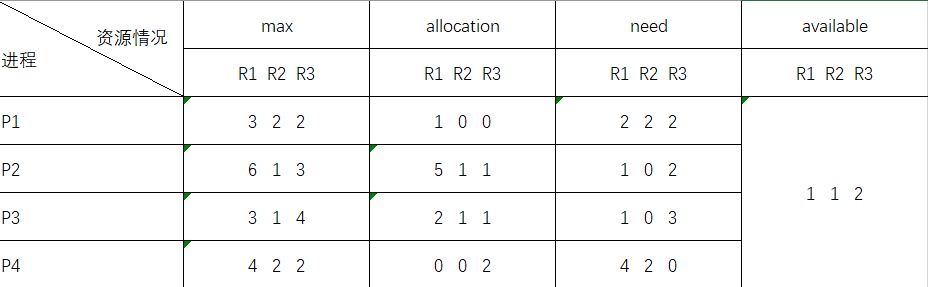 资源情况 max allocation need available
进程 R1 R2 R3 R1 R2 R3 R1 R2 R3 R1 R2 R3
P1 3 2 2 1 0 0 2 2 2
P2 6 1 3 5 1 1 1 0 2
1 1 2
P3 3 1 4 2 1 1 1 0 3
P4 4 2 2 0 0 2 4 2 0